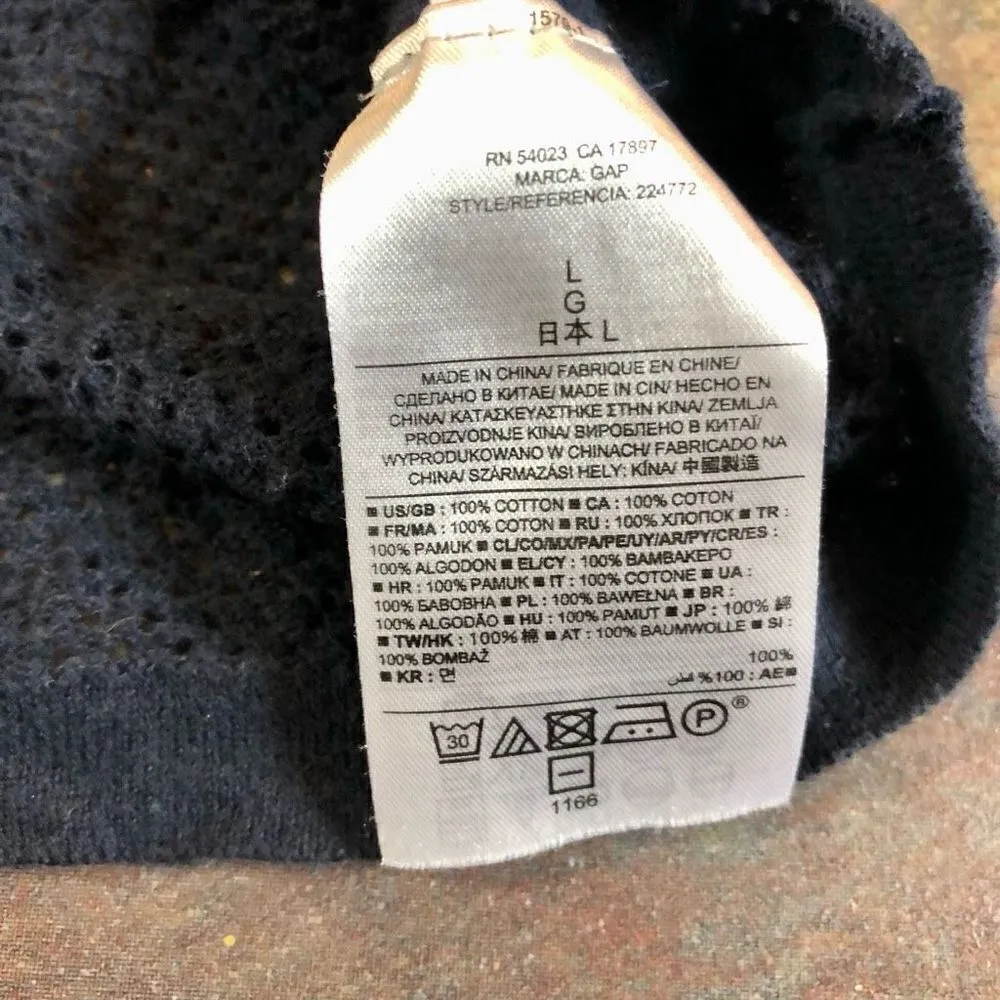 RN 54023 CA 17897
MARCA: GAP
STYLE/REFERENCIA: 224772
L
G
日本 L
MADE IN CHINA/ FABRIQUE EN CHINE/
СДЕЛАНО В КИТАЕ/ MADE IN CIN/ HECHO EN
CHINA/ ΚΑΤΑΣΚΕΥΑΣΤΗΚΕ ΣΤΗΝ ΚΙΝΑ/ ZEMLJA
PROIZVODNJE KINA/ ВИРОБЛЕНО В КИТАЇ/
WYPRODUKOWANO W CHINACH/ FABRICADO NA
CHINA/ SZÁRMAZÁSI HELY: KÍNA/ 中國製造
■ US/GB : 100% COTTON ■ CA : 100% COTON
■ FR/MA : 100% COTON ■ RU : 100% ХЛОПОК ■ TR :
100% PAMUK ■ CL/CO/MX/PA/PE/UY/AR/PY/CR/ES :
100% ALGODON ■ EL/CY : 100% ΒΑΜΒΑΚΕΡΟ
■ HR : 100% PAMUK ■ IT : 100% COTONE ■ UA :
100% БАВОВНА ■ PL : 100% BAWEŁNA ■ BR :
100% ALGODÃO ■ HU : 100% PAMUT ■ JP : 100% 綿
■ TW/HK : 100% 棉 ■ AT : 100% BAUMWOLLE ■ SI :
100% BOMBAŽ
100%
■ KR : 면
قطن %100 : AE■
30
P®
1166